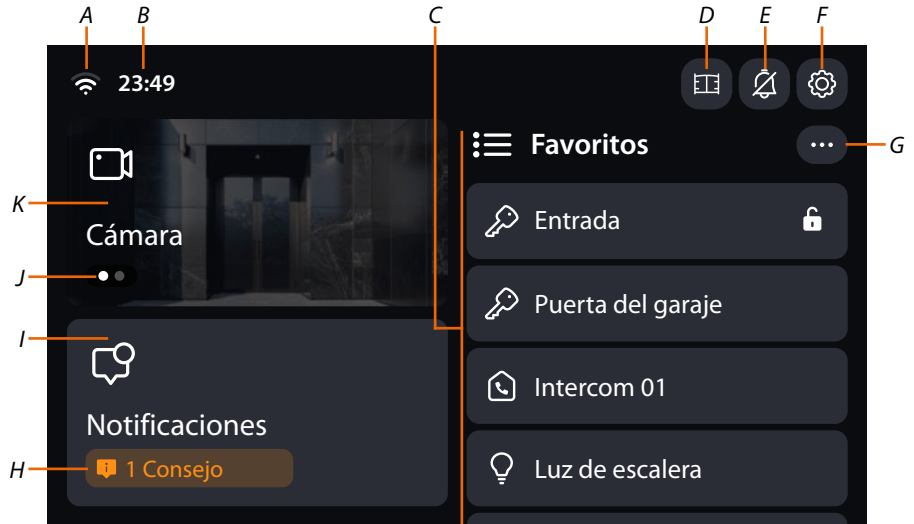 A B C D E F
23:49
Favoritos
G
K
Cámara
Entrada
J
Puerta del garaje
I
Intercom 01
Notificaciones
H
1 Consejo
Luz de escalera